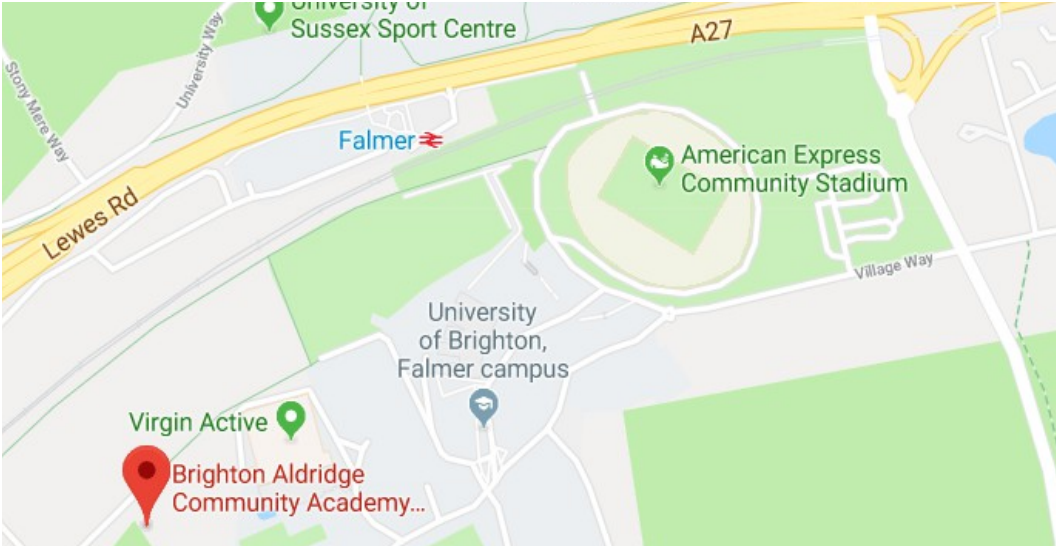 University of
Sussex Sport Centre
A27
University Way
Stony Mere Way
Falmer
American Express
Community Stadium
Lewes Rd
Village Way
University
of Brighton,
Falmer campus
Virgin Active
Brighton Aldridge
Community Academy...